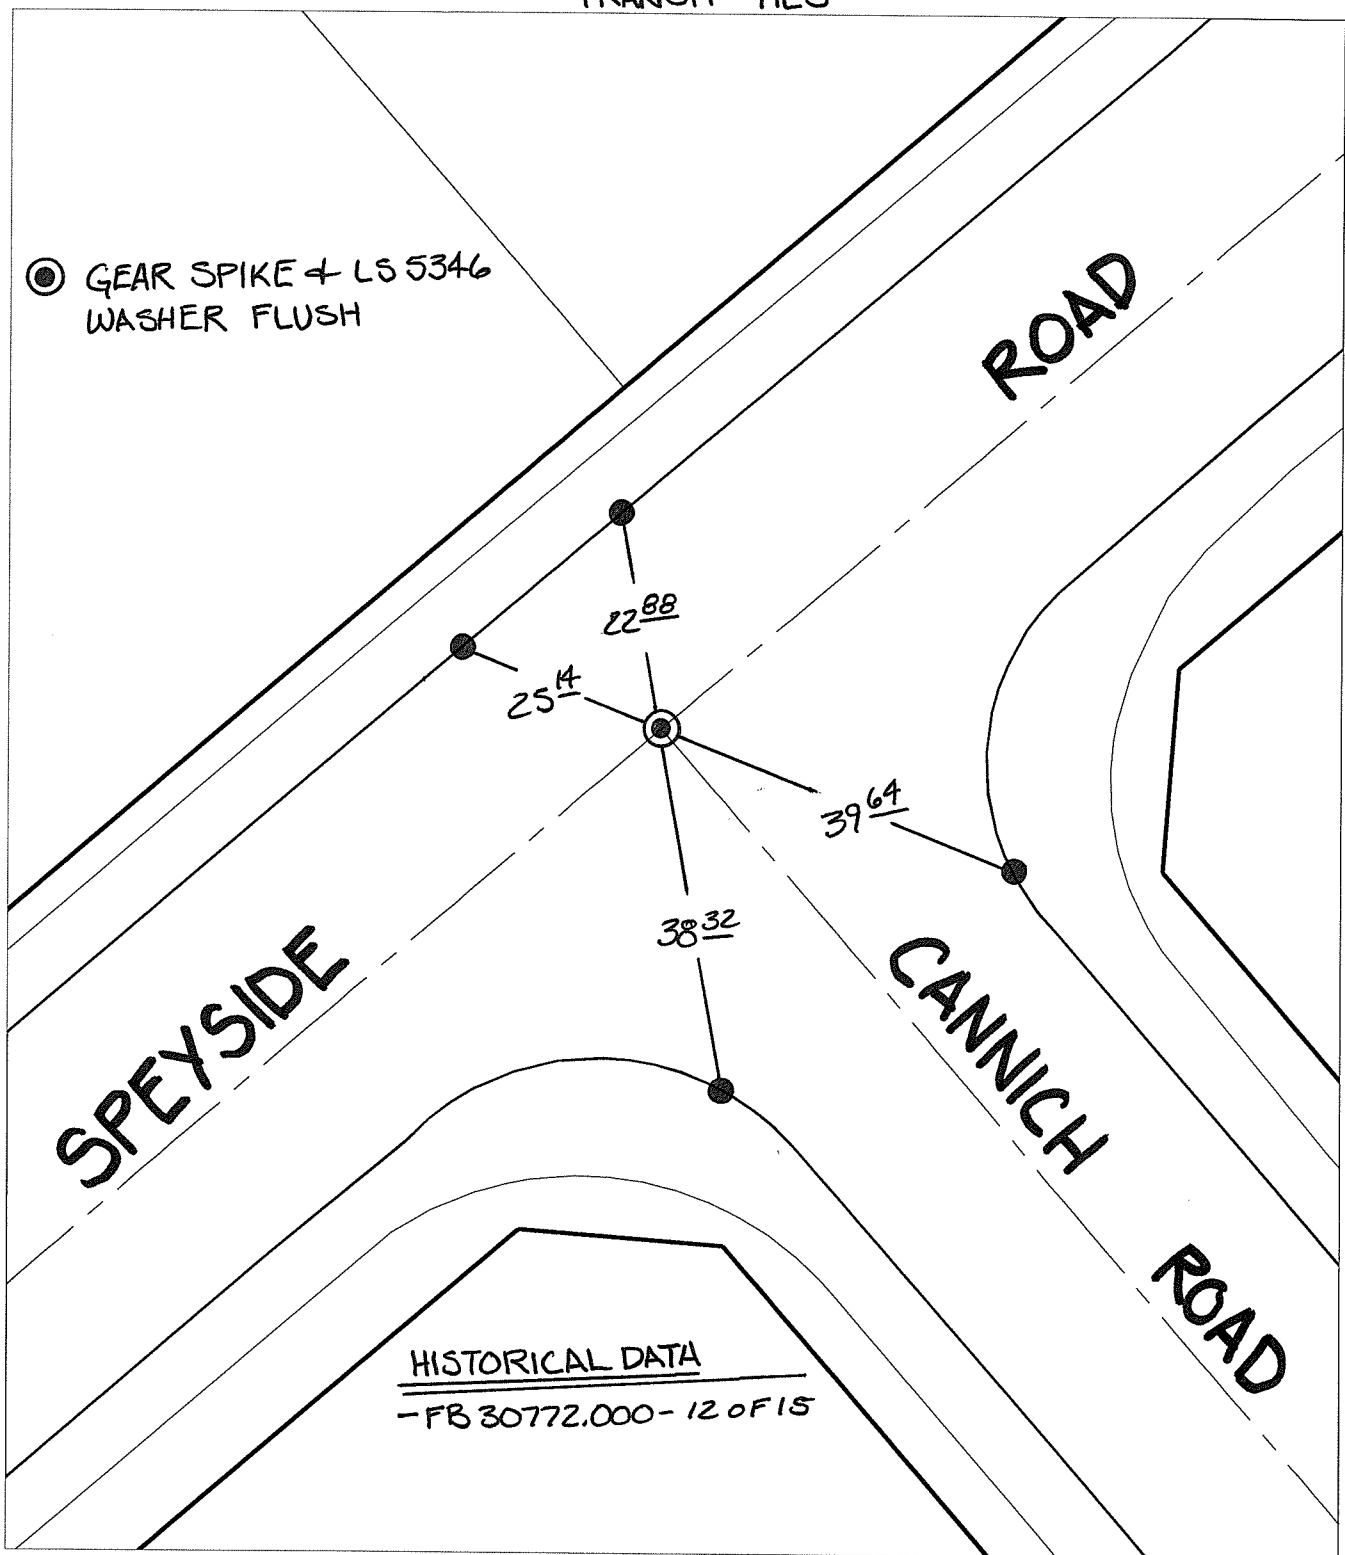 GEAR SPIKE & LS 5346
WASHER FLUSH
ROAD
22 88
25 14
39 64
38 32
SPEYSIDE
CANNICH
ROAD
HISTORICAL DATA
-FB 30772.000- 12 OF 15